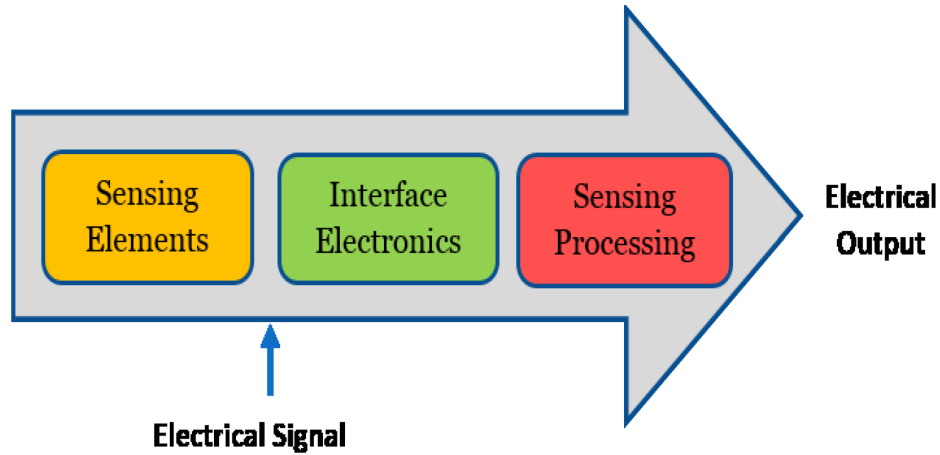 Sensing
Elements
Interface
Electronics
Sensing
Processing
Electrical
Output
Electrical Signal